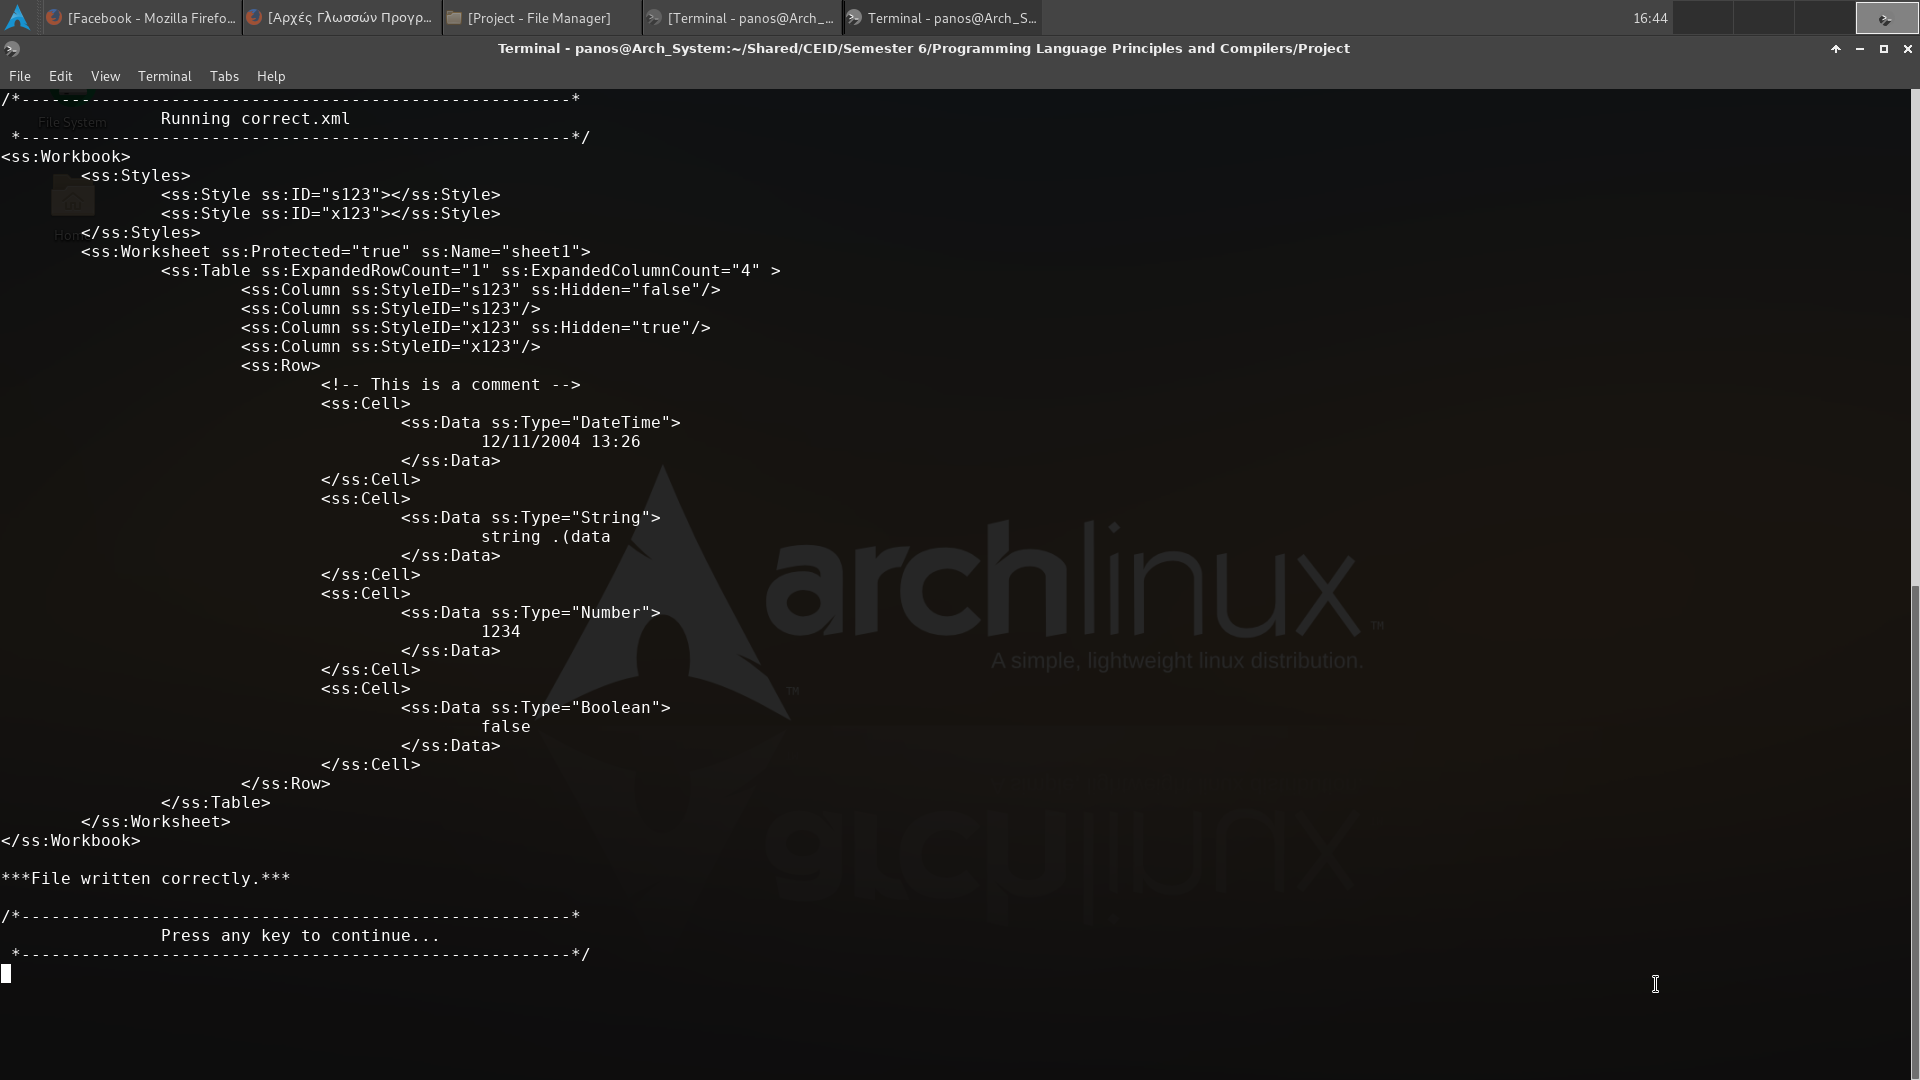 [Facebook - Mozilla Firefo... [Αρχές Γλωσσών Προγρ... [Project - File Manager] [Terminal - panos@Arch_... Terminal - panos@Arch_S... 16:44
Terminal - panos@Arch_System:~/Shared/CEID/Semester 6/Programming Language Principles and Compilers/Project
File Edit View Terminal Tabs Help
/*-------------------------------------------------------*
File System
                Running correct.xml
 *-------------------------------------------------------*/
<ss:Workbook>
        <ss:Styles>
                <ss:Style ss:ID="s123"></ss:Style>
                <ss:Style ss:ID="x123"></ss:Style>
Home
        </ss:Styles>
        <ss:Worksheet ss:Protected="true" ss:Name="sheet1">
                <ss:Table ss:ExpandedRowCount="1" ss:ExpandedColumnCount="4" >
                        <ss:Column ss:StyleID="s123" ss:Hidden="false"/>
                        <ss:Column ss:StyleID="s123"/>
                        <ss:Column ss:StyleID="x123" ss:Hidden="true"/>
                        <ss:Column ss:StyleID="x123"/>
                        <ss:Row>
                                <!-- This is a comment -->
                                <ss:Cell>
                                        <ss:Data ss:Type="DateTime">
                                                12/11/2004 13:26
                                        </ss:Data>
                                </ss:Cell>
                                <ss:Cell>
                                        <ss:Data ss:Type="String">
                                                string .(data
                                        </ss:Data>
                                </ss:Cell>
                                <ss:Cell>
                                        <ss:Data ss:Type="Number">
                                                1234
                                        </ss:Data>
                                </ss:Cell>
                                <ss:Cell>
                                        <ss:Data ss:Type="Boolean">
                                                false
                                        </ss:Data>
                                </ss:Cell>
                        </ss:Row>
                </ss:Table>
        </ss:Worksheet>
</ss:Workbook>
***File written correctly.***
/*-------------------------------------------------------*
                Press any key to continue...
 *-------------------------------------------------------*/
archlinux ™
A simple, lightweight linux distribution.
™